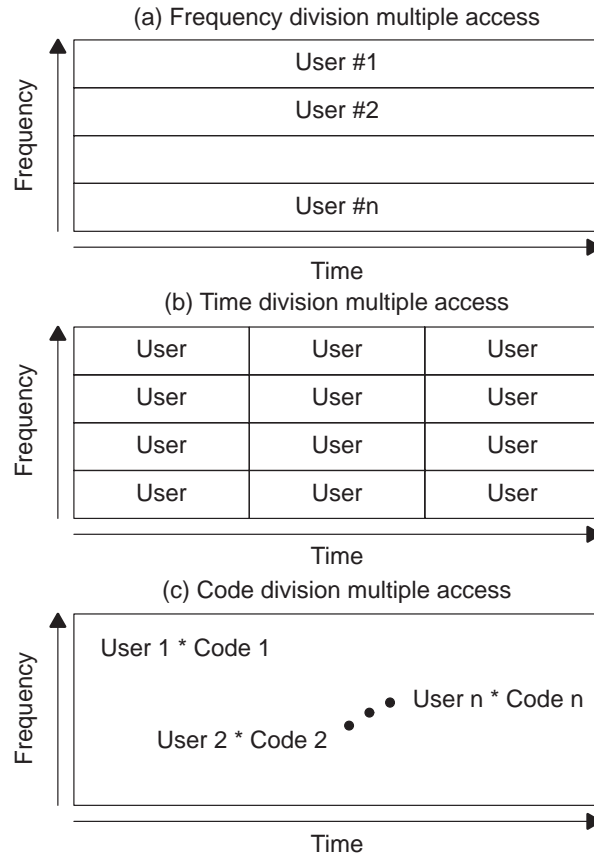 (a) Frequency division multiple access
Frequency
User #1
User #2
User #n
Time
(b) Time division multiple access
Frequency
User User User
User User User
User User User
User User User
Time
(c) Code division multiple access
Frequency
User 1 * Code 1
User n * Code n
User 2 * Code 2
Time